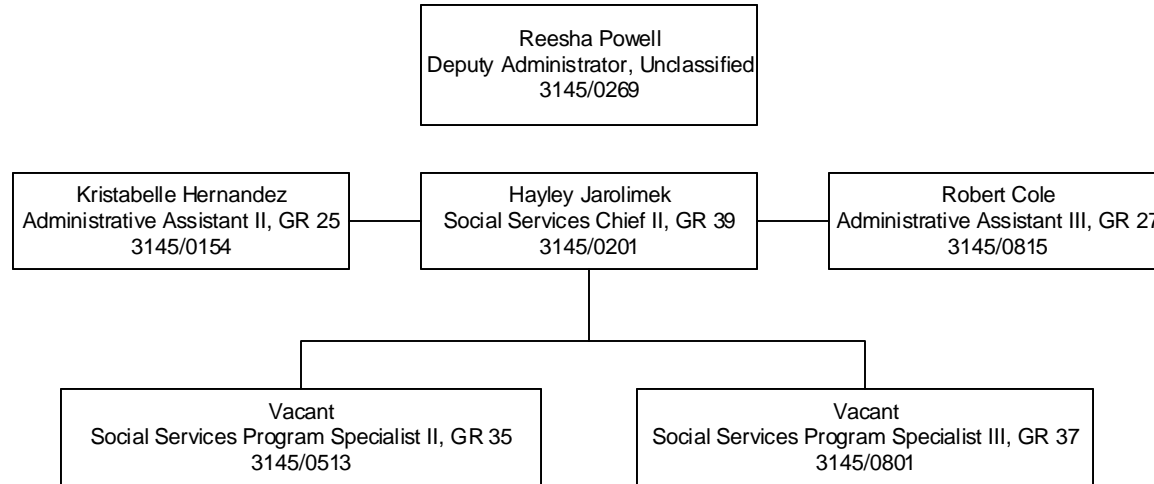 Reesha Powell
Deputy Administrator, Unclassified
3145/0269
Kristabelle Hernandez
Administrative Assistant II, GR 25
3145/0154
Hayley Jarolimek
Social Services Chief II, GR 39
3145/0201
Robert Cole
Administrative Assistant III, GR 27
3145/0815
Vacant
Social Services Program Specialist II, GR 35
3145/0513
Vacant
Social Services Program Specialist III, GR 37
3145/0801